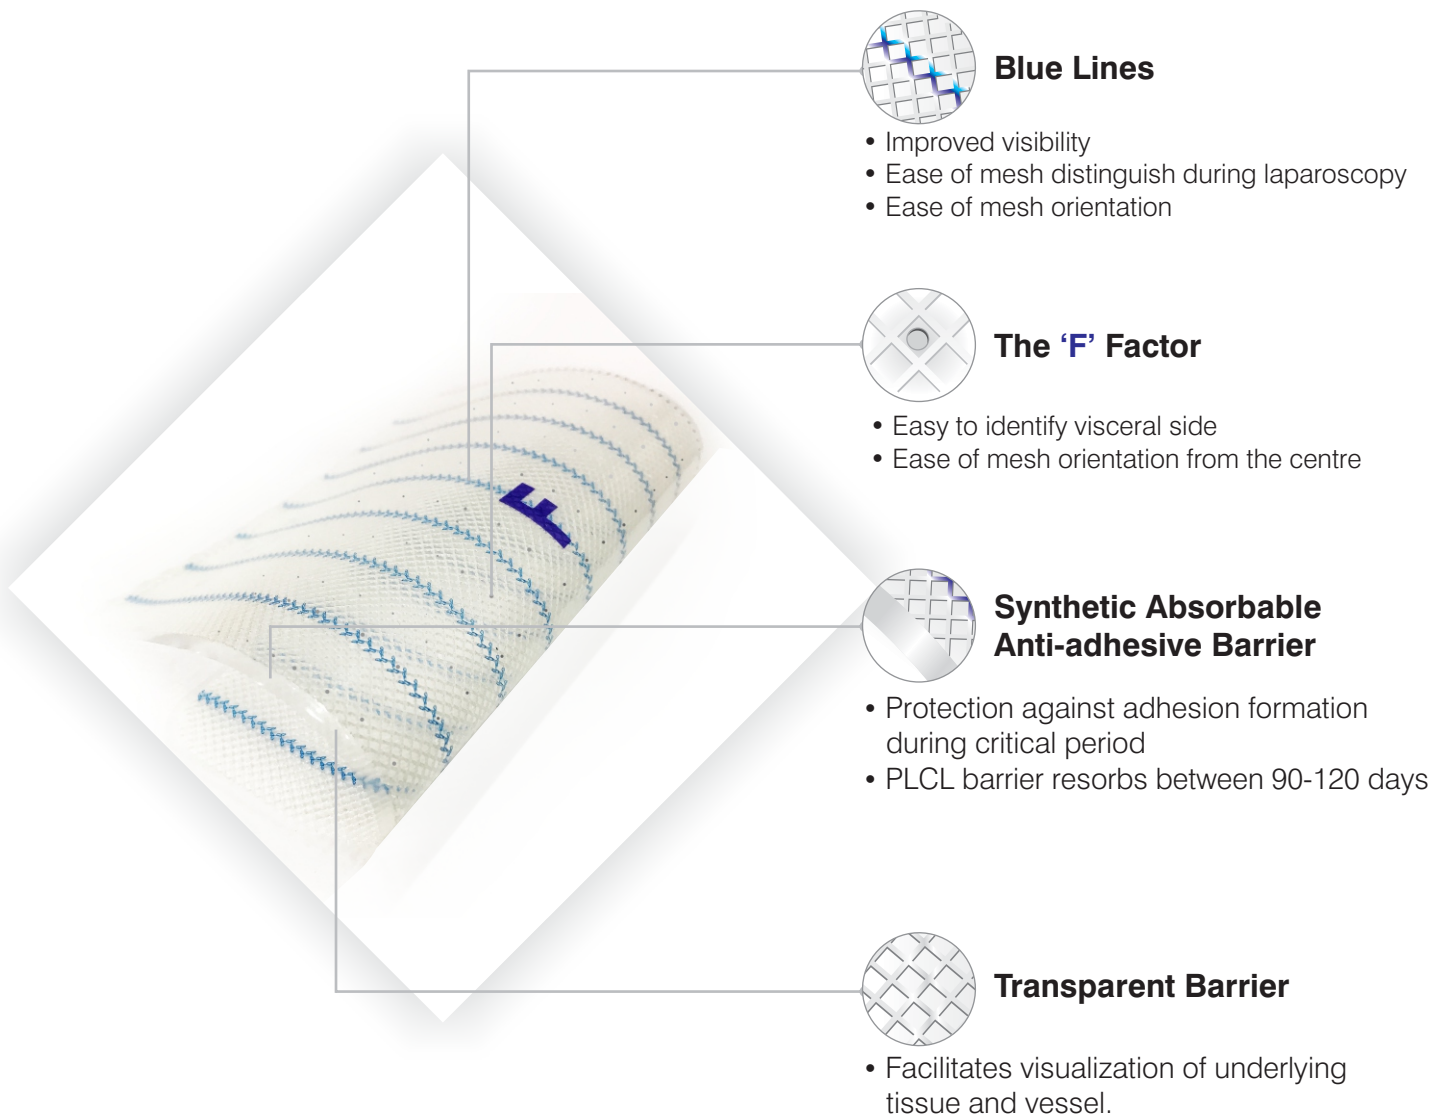 Blue Lines
• Improved visibility
• Ease of mesh distinguish during laparoscopy
• Ease of mesh orientation
The ‘F’ Factor
• Easy to identify visceral side
• Ease of mesh orientation from the centre
F
Synthetic Absorbable
Anti-adhesive Barrier
• Protection against adhesion formation
during critical period
• PLCL barrier resorbs between 90-120 days
Transparent Barrier
• Facilitates visualization of underlying
tissue and vessel.